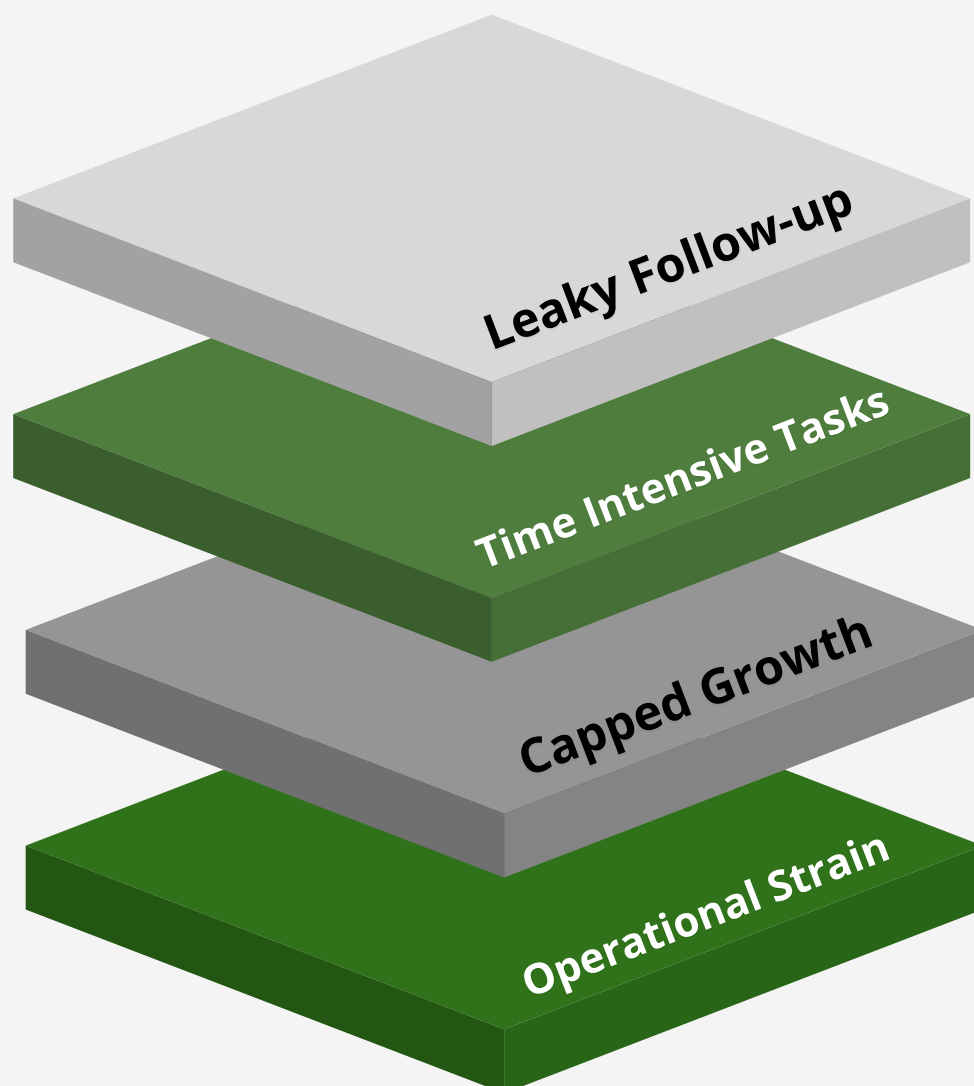 Leaky Follow-up
Time Intensive Tasks
Capped Growth
Operational Strain